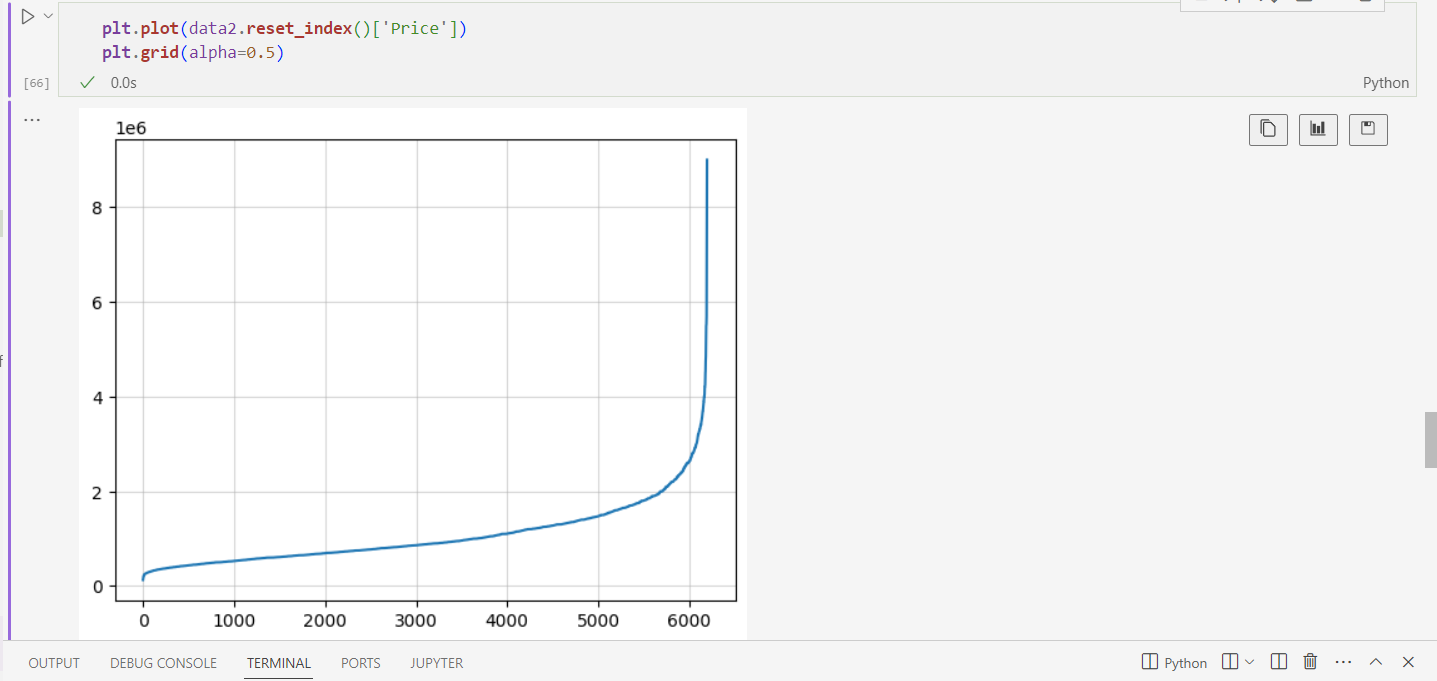 plt.plot(data2.reset_index()['Price'])
plt.grid(alpha=0.5)
[66]
0.0s
Python
...
1e6
8
6
4
2
0
0 1000 2000 3000 4000 5000 6000
OUTPUT DEBUG CONSOLE TERMINAL PORTS JUPYTER Python